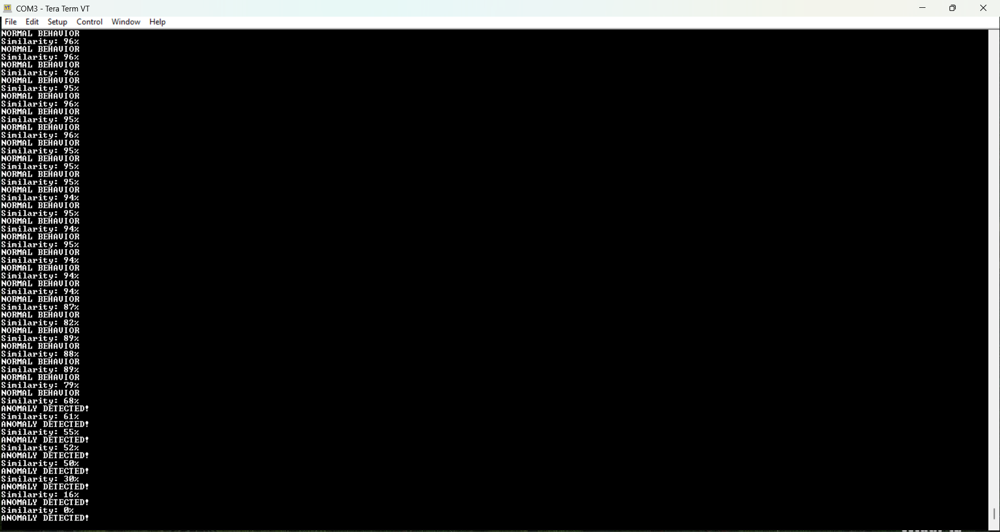 COM3 - Tera Term VT
File Edit Setup Control Window Help
NORMAL BEHAVIOR
Similarity: 96%
NORMAL BEHAVIOR
Similarity: 96%
NORMAL BEHAVIOR
Similarity: 96%
NORMAL BEHAVIOR
Similarity: 95%
NORMAL BEHAVIOR
Similarity: 96%
NORMAL BEHAVIOR
Similarity: 95%
NORMAL BEHAVIOR
Similarity: 96%
NORMAL BEHAVIOR
Similarity: 95%
NORMAL BEHAVIOR
Similarity: 95%
NORMAL BEHAVIOR
Similarity: 95%
NORMAL BEHAVIOR
Similarity: 94%
NORMAL BEHAVIOR
Similarity: 95%
NORMAL BEHAVIOR
Similarity: 94%
NORMAL BEHAVIOR
Similarity: 95%
NORMAL BEHAVIOR
Similarity: 94%
NORMAL BEHAVIOR
Similarity: 94%
NORMAL BEHAVIOR
Similarity: 94%
NORMAL BEHAVIOR
Similarity: 87%
NORMAL BEHAVIOR
Similarity: 82%
NORMAL BEHAVIOR
Similarity: 89%
NORMAL BEHAVIOR
Similarity: 88%
NORMAL BEHAVIOR
Similarity: 89%
NORMAL BEHAVIOR
Similarity: 79%
NORMAL BEHAVIOR
Similarity: 68%
ANOMALY DETECTED!
Similarity: 61%
ANOMALY DETECTED!
Similarity: 55%
ANOMALY DETECTED!
Similarity: 52%
ANOMALY DETECTED!
Similarity: 50%
ANOMALY DETECTED!
Similarity: 30%
ANOMALY DETECTED!
Similarity: 16%
ANOMALY DETECTED!
Similarity: 0%
ANOMALY DETECTED!